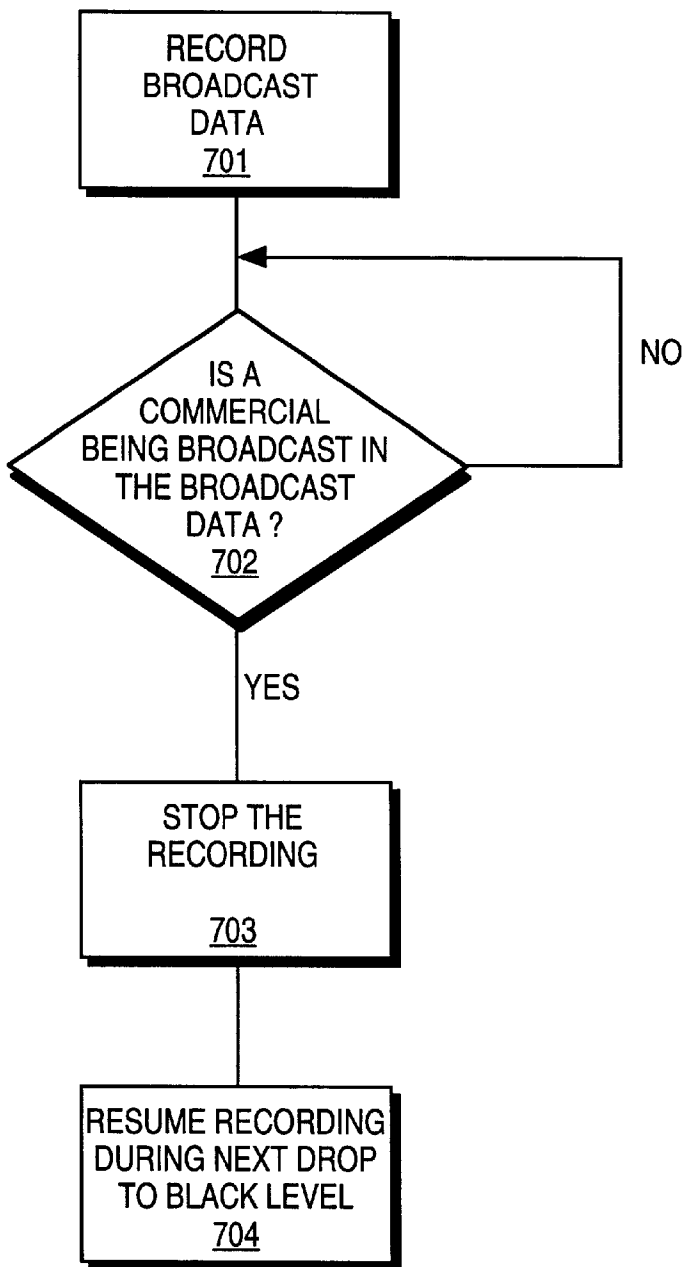 RECORD
BROADCAST
DATA
701
IS A
COMMERCIAL
BEING BROADCAST IN
THE BROADCAST
DATA ?
702
NO
YES
STOP THE
RECORDING
703
RESUME RECORDING
DURING NEXT DROP
TO BLACK LEVEL
704